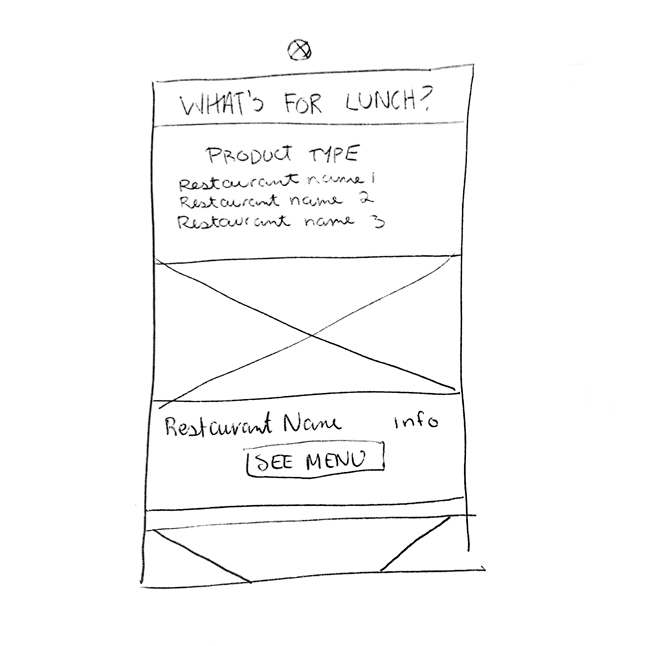 WHAT'S FOR LUNCH?
PRODUCT TYPE
Restaurant name 1
Restaurant name 2
Restaurant name 3
Restaurant Name info
SEE MENU